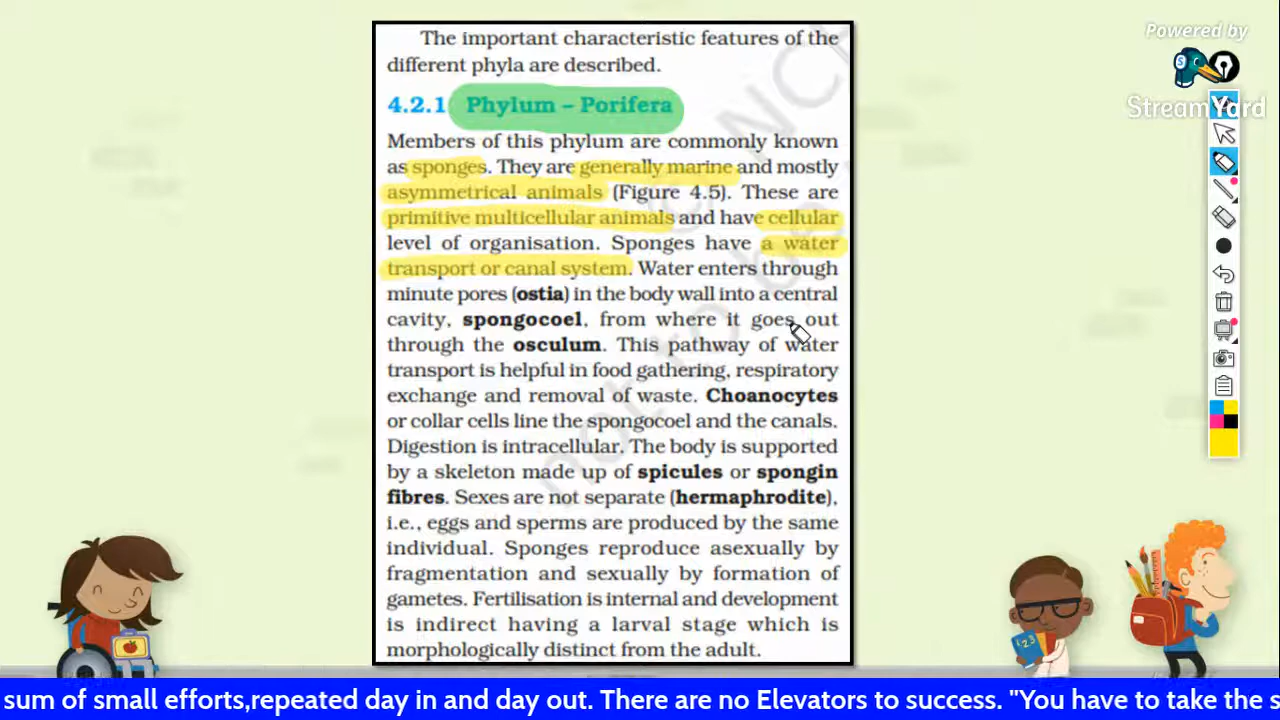 Powered by
StreamYard
The important characteristic features of the
different phyla are described.
4.2.1 Phylum – Porifera
Members of this phylum are commonly known
as sponges. They are generally marine and mostly
asymmetrical animals (Figure 4.5). These are
primitive multicellular animals and have cellular
level of organisation. Sponges have a water
transport or canal system. Water enters through
minute pores (ostia) in the body wall into a central
cavity, spongocoel, from where it goes out
through the osculum. This pathway of water
transport is helpful in food gathering, respiratory
exchange and removal of waste. Choanocytes
or collar cells line the spongocoel and the canals.
Digestion is intracellular. The body is supported
by a skeleton made up of spicules or spongin
fibres. Sexes are not separate (hermaphrodite),
i.e., eggs and sperms are produced by the same
individual. Sponges reproduce asexually by
fragmentation and sexually by formation of
gametes. Fertilisation is internal and development
is indirect having a larval stage which is
morphologically distinct from the adult.
not to be
1 2 3
sum of small efforts,repeated day in and day out. There are no Elevators to success. "You have to take the s